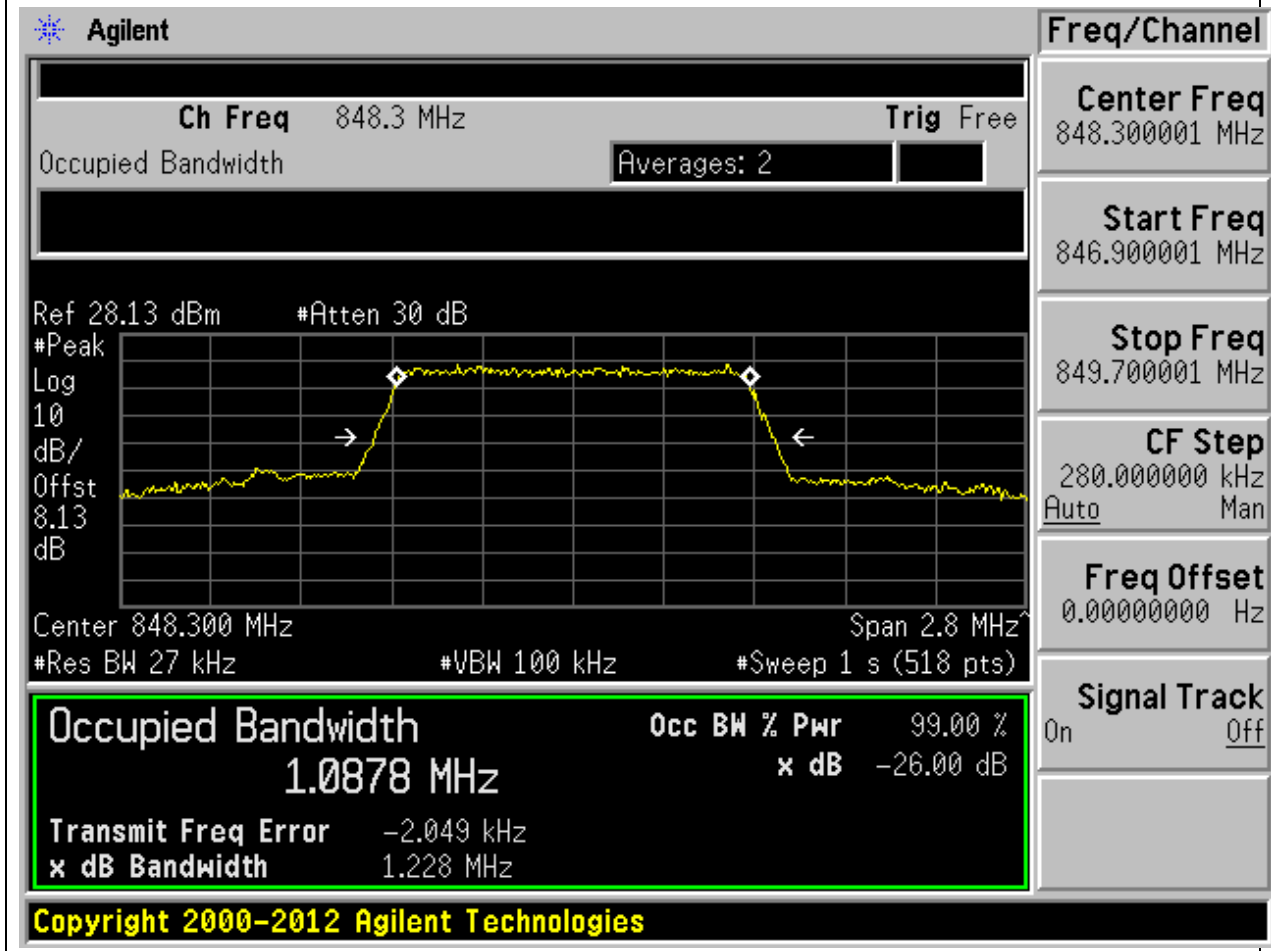 Agilent
Freq/Channel
Ch Freq 848.3 MHz Trig Free
Occupied Bandwidth Averages: 2
Ref 28.13 dBm #Atten 30 dB
#Peak
Log
10
dB/
Offst
8.13
dB
Center 848.300 MHz Span 2.8 MHz^
#Res BW 27 kHz #VBW 100 kHz #Sweep 1 s (518 pts)
Occupied Bandwidth Occ BW % Pwr 99.00 %
1.0878 MHz x dB -26.00 dB
Transmit Freq Error -2.049 kHz
x dB Bandwidth 1.228 MHz
Center Freq
848.300001 MHz
Start Freq
846.900001 MHz
Stop Freq
849.700001 MHz
CF Step
280.000000 kHz
Auto Man
Freq Offset
0.00000000 Hz
Signal Track
On Off
Copyright 2000-2012 Agilent Technologies